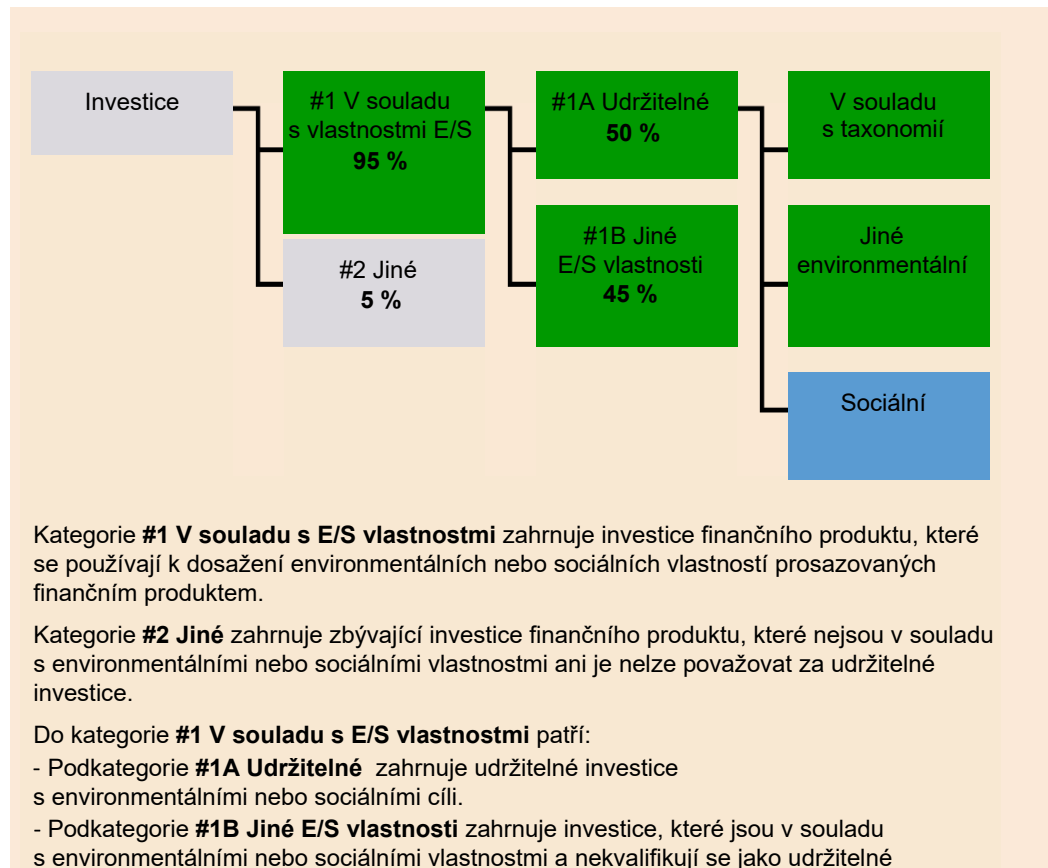 Investice
#1 V souladu
s vlastnostmi E/S
95 %
#2 Jiné
5 %
#1A Udržitelné
50 %
#1B Jiné
E/S vlastnosti
45 %
V souladu
s taxonomií
Jiné
environmentální
Sociální
Kategorie #1 V souladu s E/S vlastnostmi zahrnuje investice finančního produktu, které
se používají k dosažení environmentálních nebo sociálních vlastností prosazovaných
finančním produktem.
Kategorie #2 Jiné zahrnuje zbývající investice finančního produktu, které nejsou v souladu
s environmentálními nebo sociálními vlastnostmi ani je nelze považovat za udržitelné
investice.
Do kategorie #1 V souladu s E/S vlastnostmi patří:
- Podkategorie #1A Udržitelné zahrnuje udržitelné investice
s environmentálními nebo sociálními cíli.
- Podkategorie #1B Jiné E/S vlastnosti zahrnuje investice, které jsou v souladu
s environmentálními nebo sociálními vlastnostmi a nekvalifikují se jako udržitelné